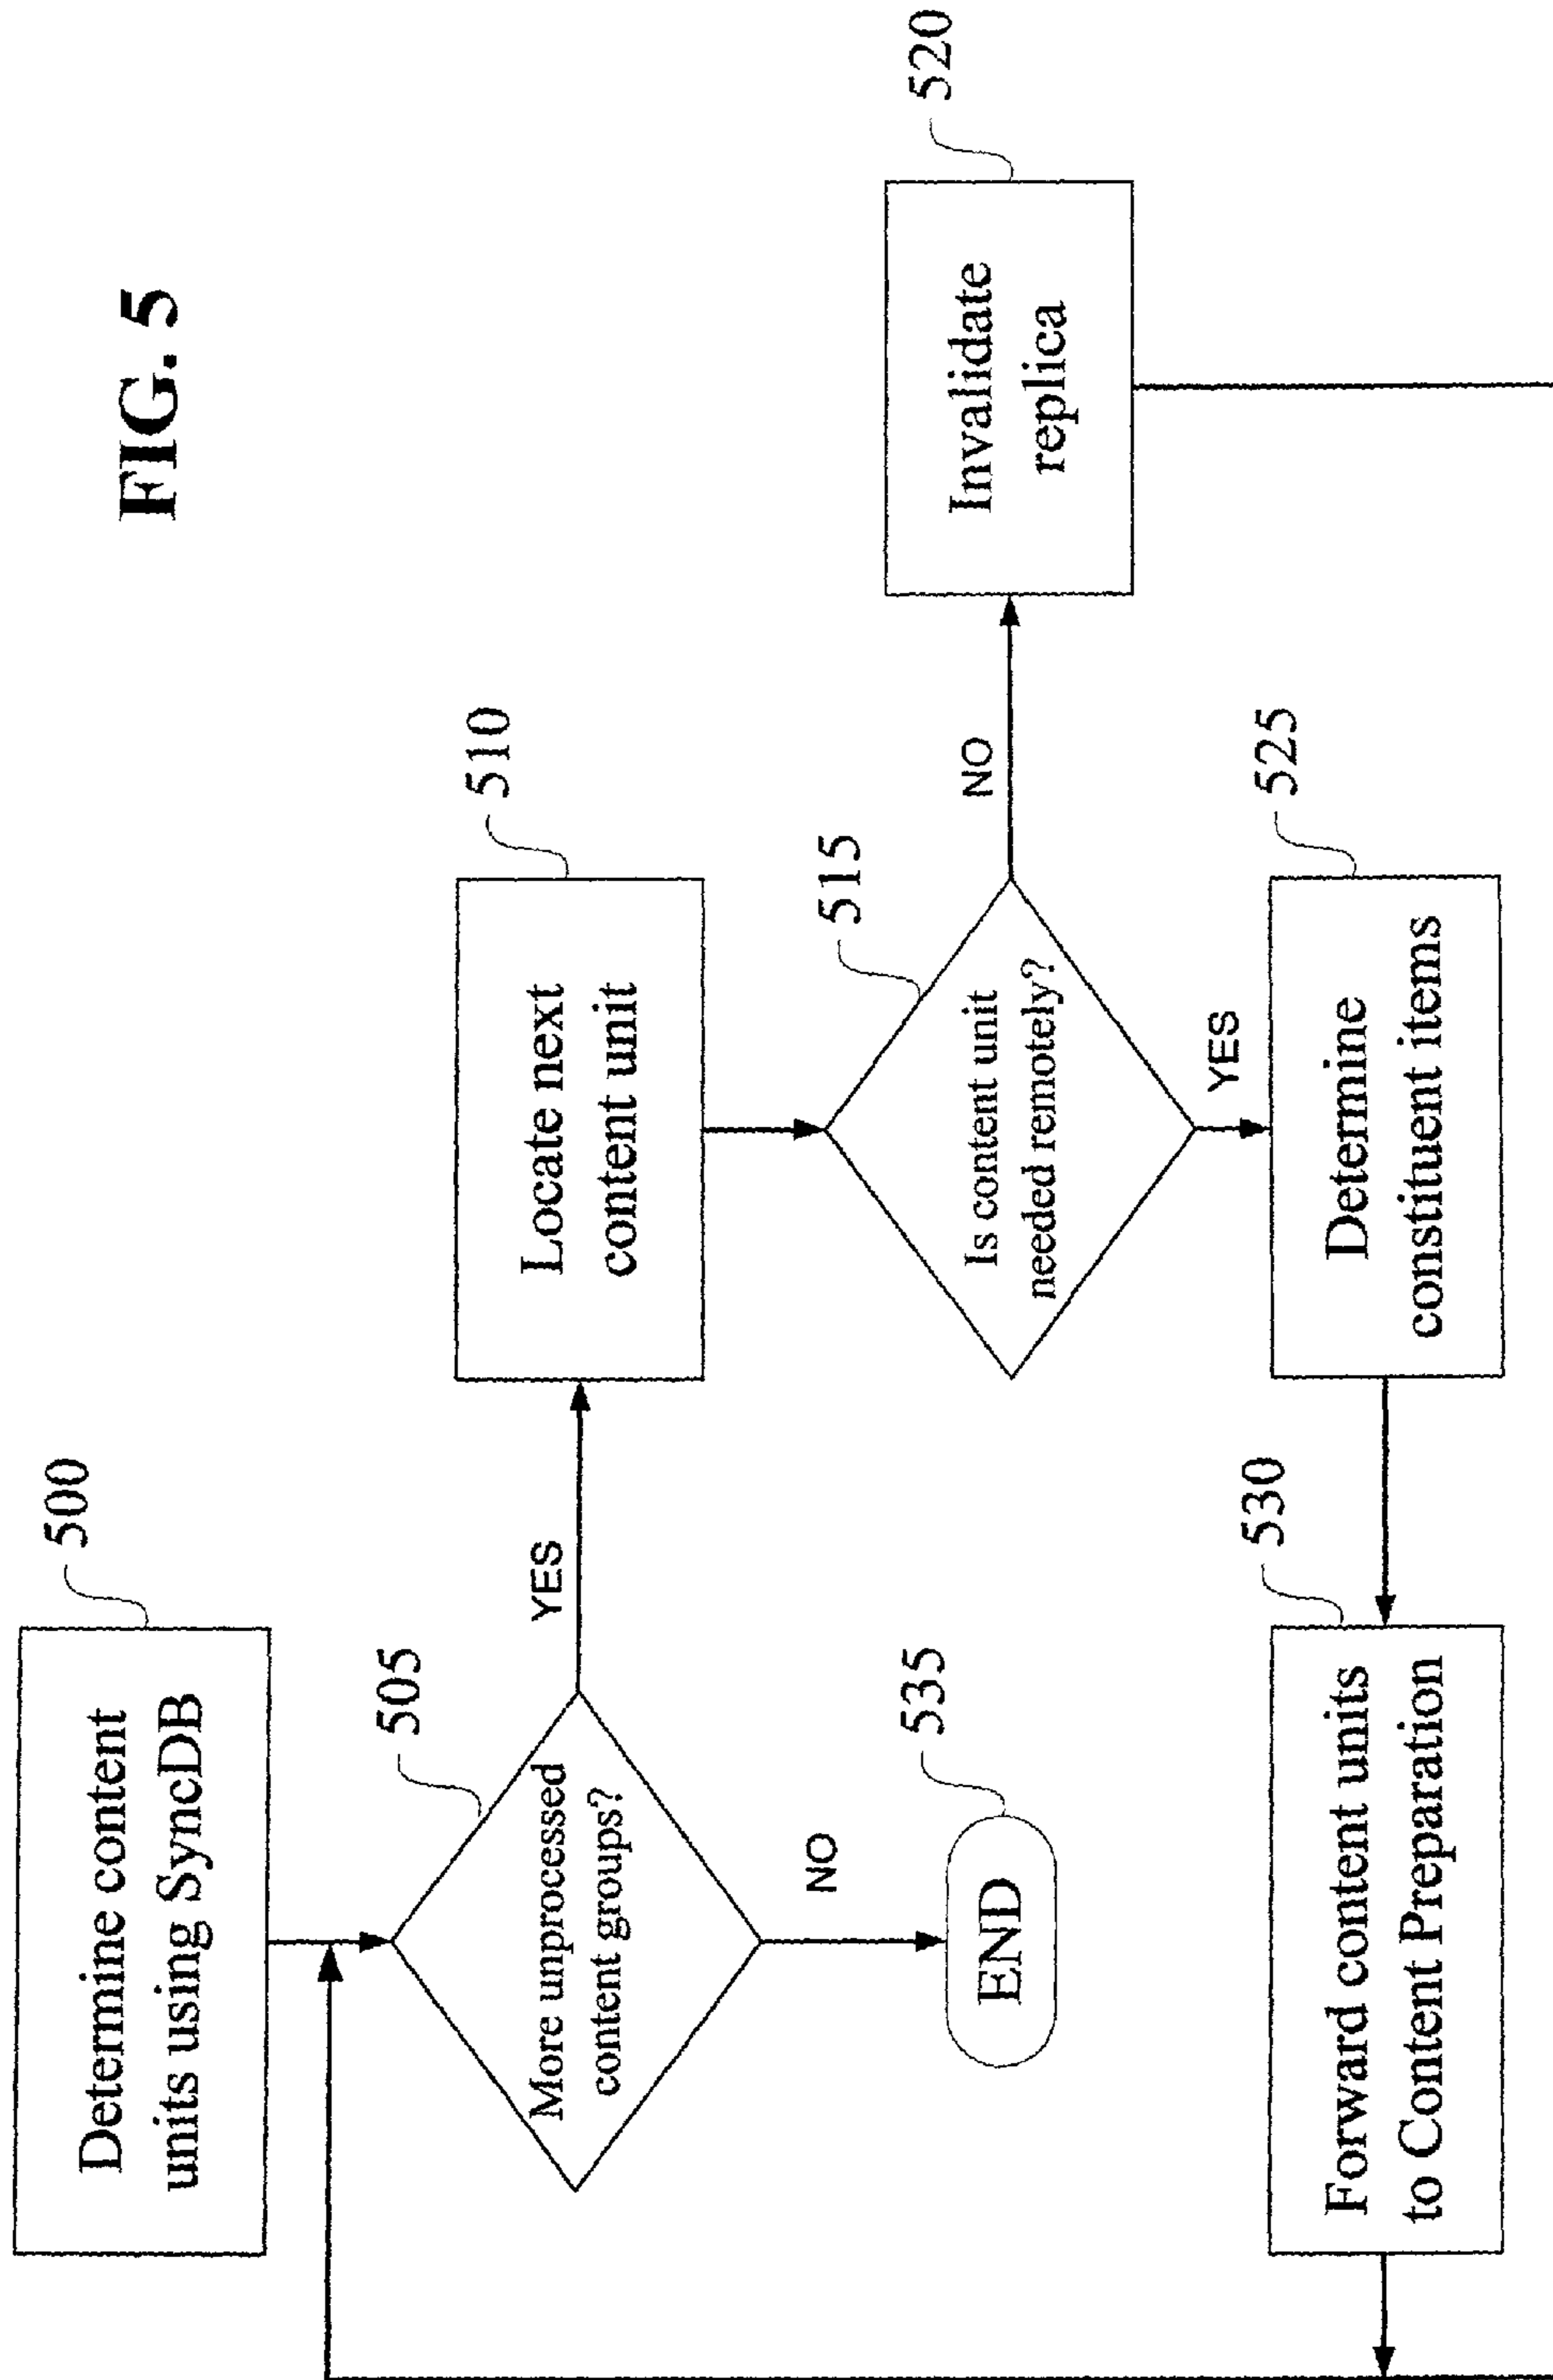 FIG. 5
500
Determine content
units using SyncDB
505
More unprocessed
content groups?
YES
NO
510
Locate next
content unit
515
Is content unit
needed remotely?
NO
YES
520
Invalidate
replica
525
Determine
constituent items
530
Forward content units
to Content Preparation
535
END